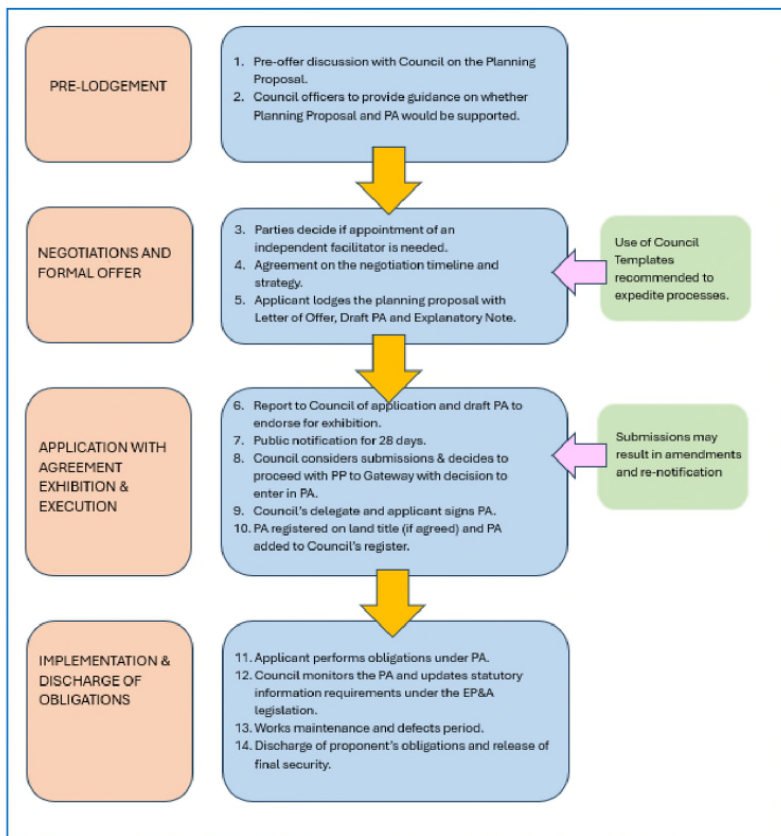 PRE-LODGEMENT
1. Pre-offer discussion with Council on the Planning
Proposal.
2. Council officers to provide guidance on whether
Planning Proposal and PA would be supported.
NEGOTIATIONS AND
FORMAL OFFER
3. Parties decide if appointment of an
independent facilitator is needed.
4. Agreement on the negotiation timeline and
strategy.
5. Applicant lodges the planning proposal with
Letter of Offer, Draft PA and Explanatory Note.
Use of Council
Templates
recommended to
expedite processes.
APPLICATION WITH
AGREEMENT
EXHIBITION &
EXECUTION
6. Report to Council of application and draft PA to
endorse for exhibition.
7. Public notification for 28 days.
8. Council considers submissions & decides to
proceed with PP to Gateway with decision to
enter in PA.
9. Council's delegate and applicant signs PA.
10. PA registered on land title (if agreed) and PA
added to Council's register.
Submissions may
result in amendments
and re-notification
IMPLEMENTATION &
DISCHARGE OF
OBLIGATIONS
11. Applicant performs obligations under PA.
12. Council monitors the PA and updates statutory
information requirements under the EP&A
legislation.
13. Works maintenance and defects period.
14. Discharge of proponent's obligations and release of
final security.